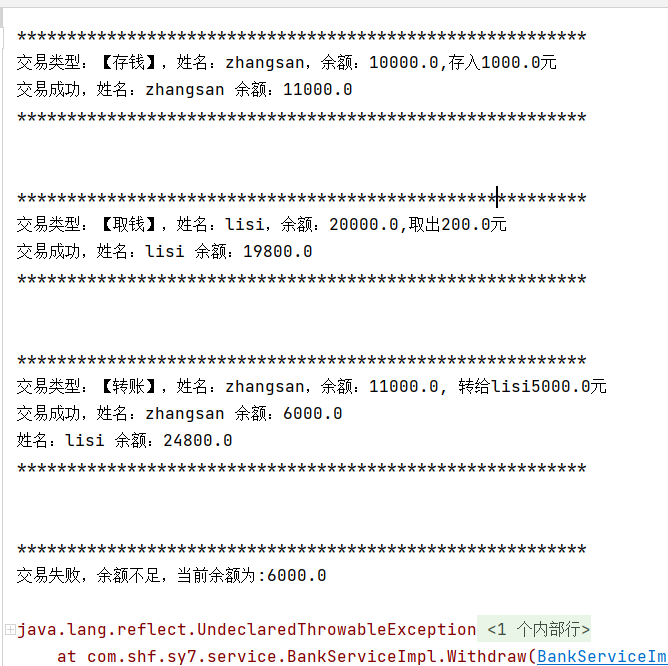 *********************************************************
交易类型：【存钱】，姓名：zhangsan，余额：10000.0,存入1000.0元
交易成功，姓名：zhangsan 余额：11000.0
*********************************************************
*********************************************************
交易类型：【取钱】，姓名：lisi，余额：20000.0,取出200.0元
交易成功，姓名：lisi 余额：19800.0
*********************************************************
*********************************************************
交易类型：【转账】，姓名：zhangsan，余额：11000.0, 转给lisi5000.0元
交易成功，姓名：zhangsan 余额：6000.0
姓名：lisi 余额：24800.0
*********************************************************
*********************************************************
交易失败，余额不足，当前余额为:6000.0
java.lang.reflect.UndeclaredThrowableException <1 个内部行>
at com.shf.sy7.service.BankServiceImpl.Withdraw(BankServiceIm